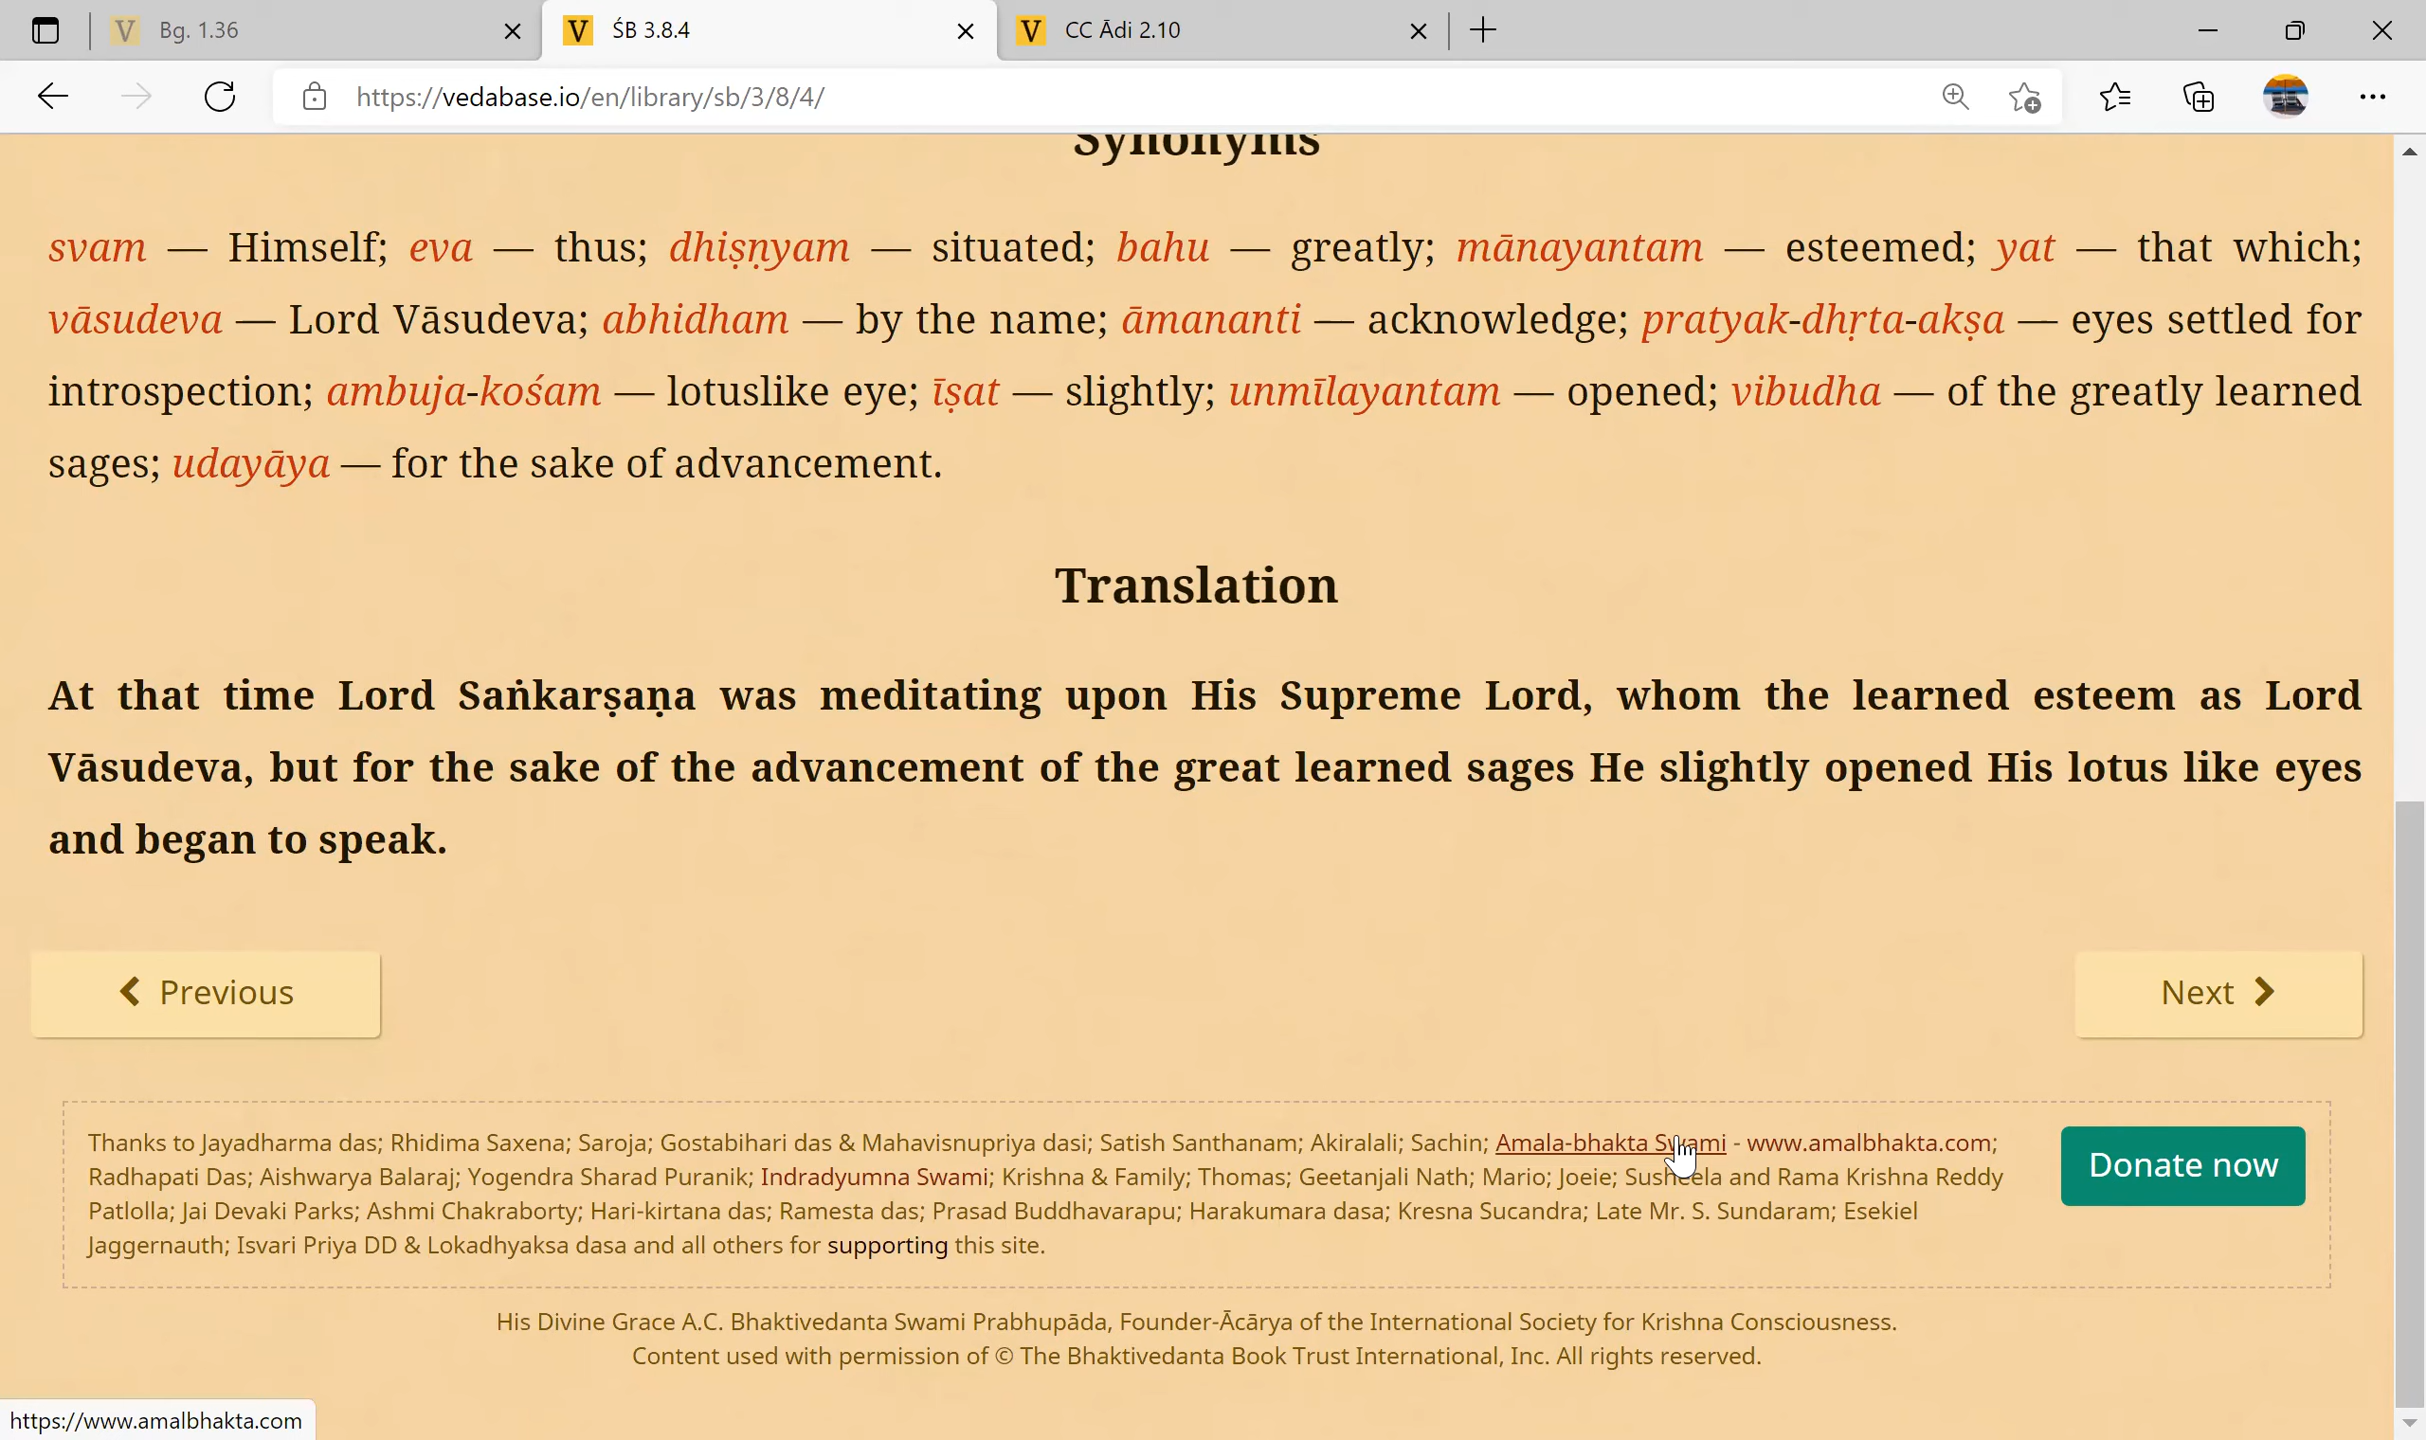 Bg. 1.36
ŚB 3.8.4
CC Ādi 2.10
https://vedabase.io/en/library/sb/3/8/4/
Synonyms
svam — Himself; eva — thus; dhiṣṇyam — situated; bahu — greatly; mānayantam — esteemed; yat — that which;
vāsudeva — Lord Vāsudeva; abhidham — by the name; āmananti — acknowledge; pratyak-dhṛta-akṣa — eyes settled for
introspection; ambuja-kośam — lotuslike eye; īṣat — slightly; unmīlayantam — opened; vibudha — of the greatly learned
sages; udayāya — for the sake of advancement.
Translation
At that time Lord Saṅkarṣaṇa was meditating upon His Supreme Lord, whom the learned esteem as Lord
Vāsudeva, but for the sake of the advancement of the great learned sages He slightly opened His lotus like eyes
and began to speak.
Previous
Next
Thanks to Jayadharma das; Rhidima Saxena; Saroja; Gostabihari das & Mahavisnupriya dasi; Satish Santhanam; Akiralali; Sachin; Amala-bhakta Swami - www.amalbhakta.com;
Radhapati Das; Aishwarya Balaraj; Yogendra Sharad Puranik; Indradyumna Swami; Krishna & Family; Thomas; Geetanjali Nath; Mario; Joeie; Susheela and Rama Krishna Reddy
Patlolla; Jai Devaki Parks; Ashmi Chakraborty; Hari-kirtana das; Ramesta das; Prasad Buddhavarapu; Harakumara dasa; Kresna Sucandra; Late Mr. S. Sundaram; Esekiel
Jaggernauth; Isvari Priya DD & Lokadhyaksa dasa and all others for supporting this site.
Donate now
His Divine Grace A.C. Bhaktivedanta Swami Prabhupāda, Founder-Ācārya of the International Society for Krishna Consciousness.
Content used with permission of © The Bhaktivedanta Book Trust International, Inc. All rights reserved.
https://www.amalbhakta.com